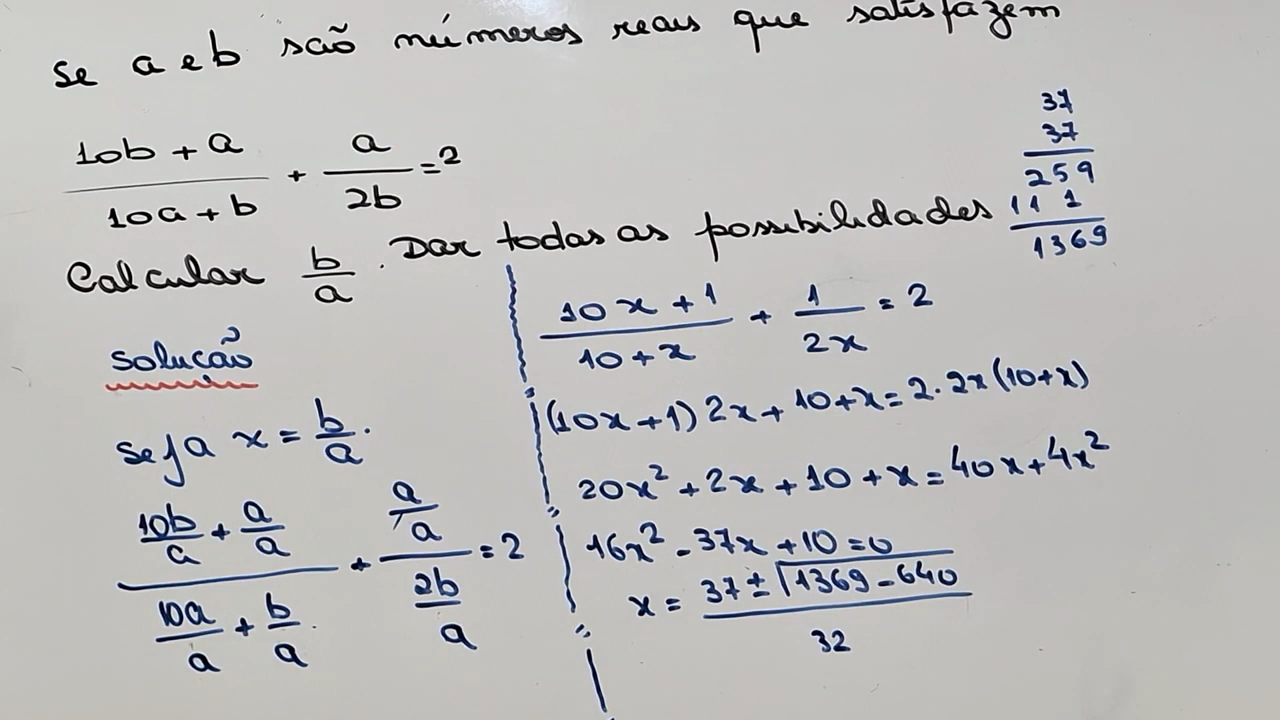 Se a e b são números reais que satisfazem
(10b + a)/(10a + b) + a/(2b) = 2
Calcular b/a. Dar todas as possibilidades
37
37
259
111
1369
Solução
Seja x = b/a.
(10b/a + a/a)/(10a/a + b/a) + (a/a)/(2b/a) = 2
(10x + 1)/(10 + x) + 1/(2x) = 2
(10x + 1) 2x + 10 + x = 2 · 2x (10 + x)
20x² + 2x + 10 + x = 40x + 4x²
16x² - 37x + 10 = 0
x = (37 ± √(1369 - 640))/32